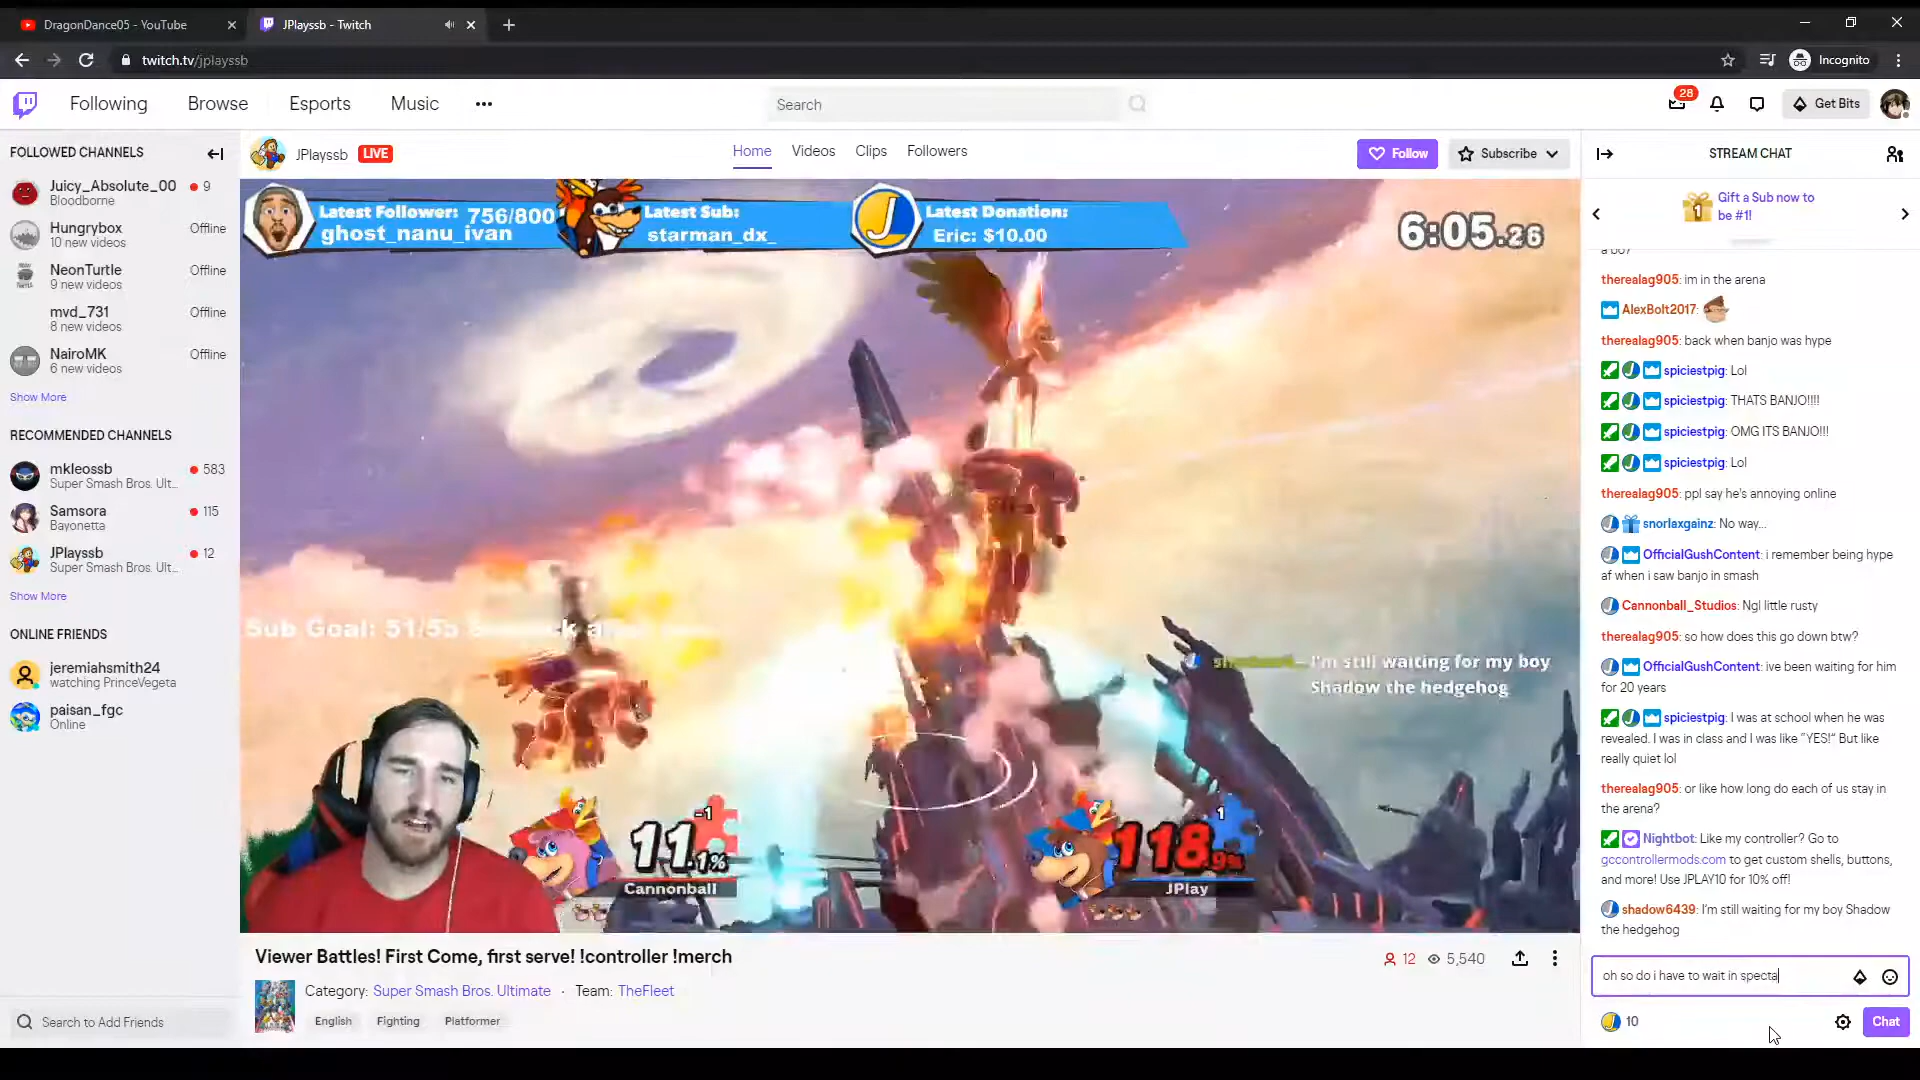 DragonDance05 - YouTube
JPlayssb - Twitch
twitch.tv/jplayssb
Incognito
Following
Browse
Esports
Music
Search
28
Get Bits
FOLLOWED CHANNELS
Juicy_Absolute_00
9
Bloodborne
Hungrybox
Offline
10 new videos
NeonTurtle
Offline
9 new videos
mvd_731
Offline
8 new videos
NairoMK
Offline
6 new videos
Show More
RECOMMENDED CHANNELS
mkleossb
583
Super Smash Bros. Ult...
Samsora
115
Bayonetta
JPlayssb
12
Super Smash Bros. Ult...
Show More
ONLINE FRIENDS
jeremiahsmith24
watching PrinceVegeta
paisan_fgc
Online
Search to Add Friends
JPlayssb LIVE
Home
Videos
Clips
Followers
Follow
Subscribe
Latest Follower: 756/800
ghost_nanu_ivan
Latest Sub:
starman_dx_
Latest Donation:
Eric: $10.00
6:05.26
Sub Goal: 51/55
I'm still waiting for my boy
Shadow the hedgehog
-1
11.1%
Cannonball
1
118.9%
JPlay
Viewer Battles! First Come, first serve! !controller !merch
12
5,540
Category: Super Smash Bros. Ultimate · Team: TheFleet
English
Fighting
Platformer
STREAM CHAT
1
Gift a Sub now to
be #1!
a bo?
therealag905: im in the arena
AlexBolt2017:
therealag905: back when banjo was hype
spiciestpig: Lol
spiciestpig: THATS BANJO!!!!
spiciestpig: OMG ITS BANJO!!!
spiciestpig: Lol
therealag905: ppl say he's annoying online
snorlaxgainz: No way...
OfficialGushContent: i remember being hype
af when i saw banjo in smash
Cannonball_Studios: Ngl little rusty
therealag905: so how does this go down btw?
OfficialGushContent: ive been waiting for him
for 20 years
spiciestpig: I was at school when he was
revealed. I was in class and I was like "YES!" But like
really quiet lol
therealag905: or like how long do each of us stay in
the arena?
Nightbot: Like my controller? Go to
gccontrollermods.com to get custom shells, buttons,
and more! Use JPLAY10 for 10% off!
shadow6439: I'm still waiting for my boy Shadow
the hedgehog
oh so do i have to wait in specta
10
Chat